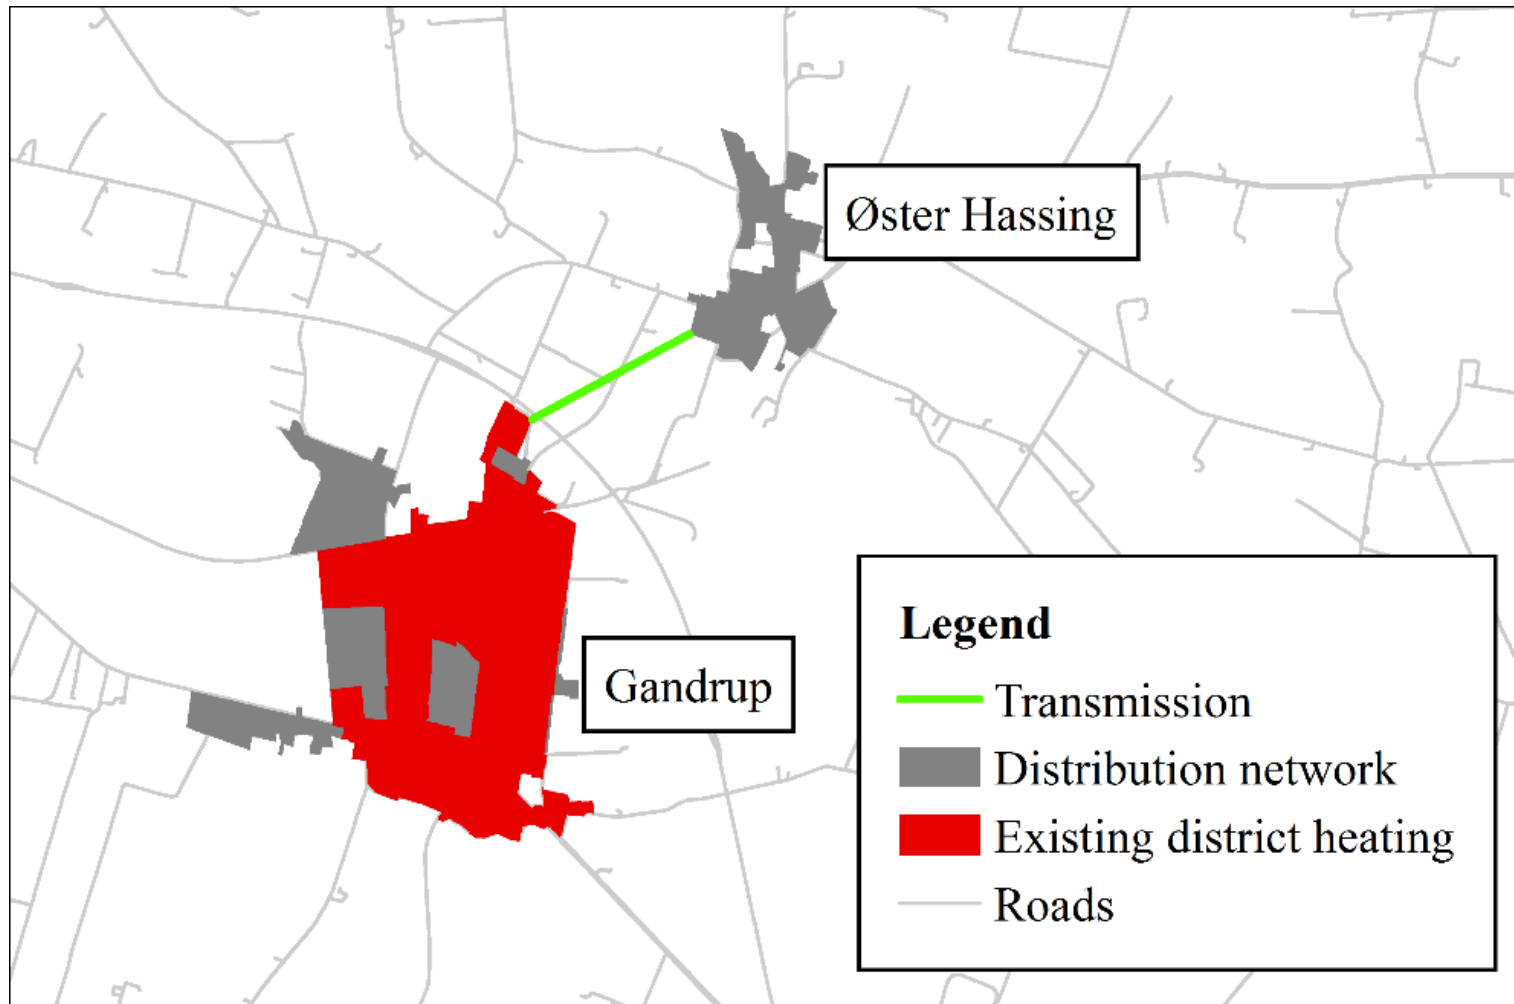 Øster Hassing
Gandrup
Legend
Transmission
Distribution network
Existing district heating
Roads